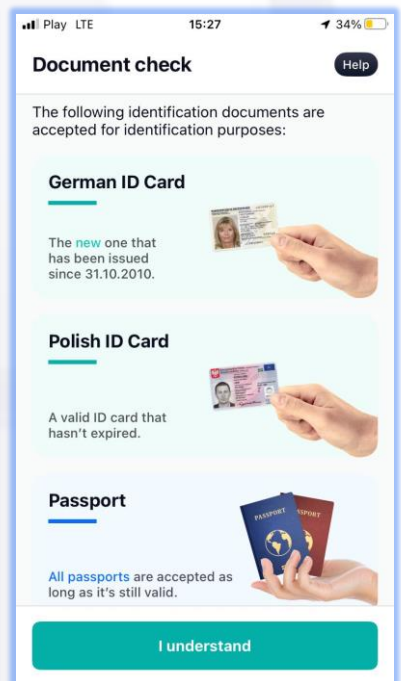 Play LTE 15:27 34%
Document check
Help
The following identification documents are
accepted for identification purposes:
German ID Card
The new one that
has been issued
since 31.10.2010.
Polish ID Card
A valid ID card that
hasn't expired.
Passport
PASSPORT
PASSPORT
All passports are accepted as
long as it's still valid.
I understand